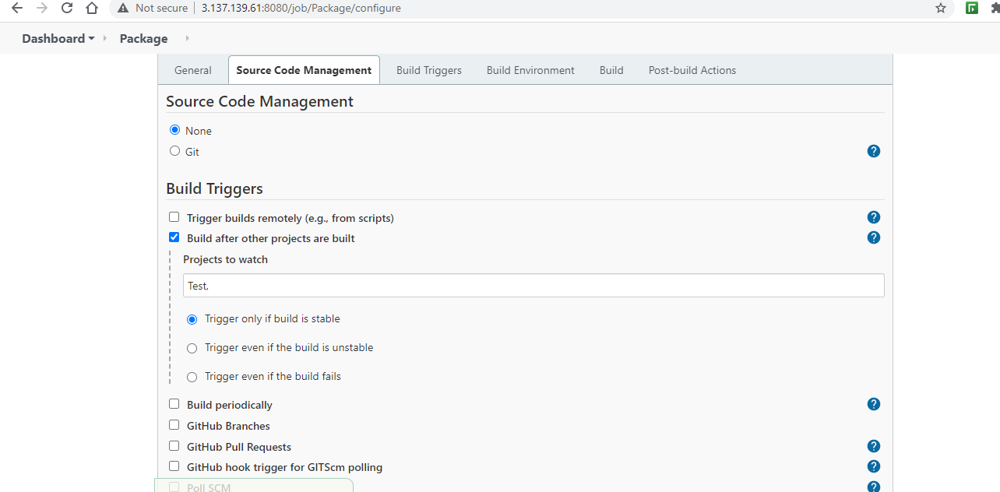 Not secure | 3.137.139.61:8080/job/Package/configure
Dashboard Package
General Source Code Management Build Triggers Build Environment Build Post-build Actions
Source Code Management
None
Git
Build Triggers
Trigger builds remotely (e.g., from scripts)
Build after other projects are built
Projects to watch
Test,
Trigger only if build is stable
Trigger even if the build is unstable
Trigger even if the build fails
Build periodically
GitHub Branches
GitHub Pull Requests
GitHub hook trigger for GITScm polling
Poll SCM